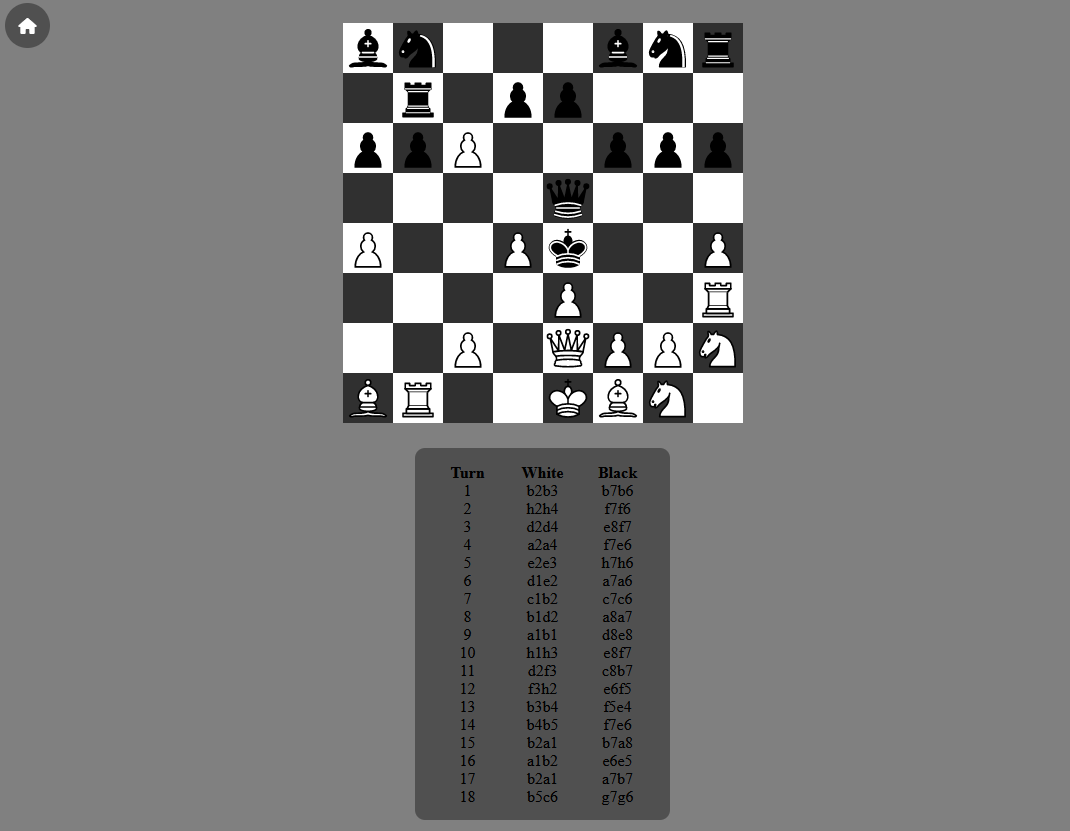 Turn White Black
1 b2b3 b7b6
2 h2h4 f7f6
3 d2d4 e8f7
4 a2a4 f7e6
5 e2e3 h7h6
6 d1e2 a7a6
7 c1b2 c7c6
8 b1d2 a8a7
9 a1b1 d8e8
10 h1h3 e8f7
11 d2f3 c8b7
12 f3h2 e6f5
13 b3b4 f5e4
14 b4b5 f7e6
15 b2a1 b7a8
16 a1b2 e6e5
17 b2a1 a7b7
18 b5c6 g7g6